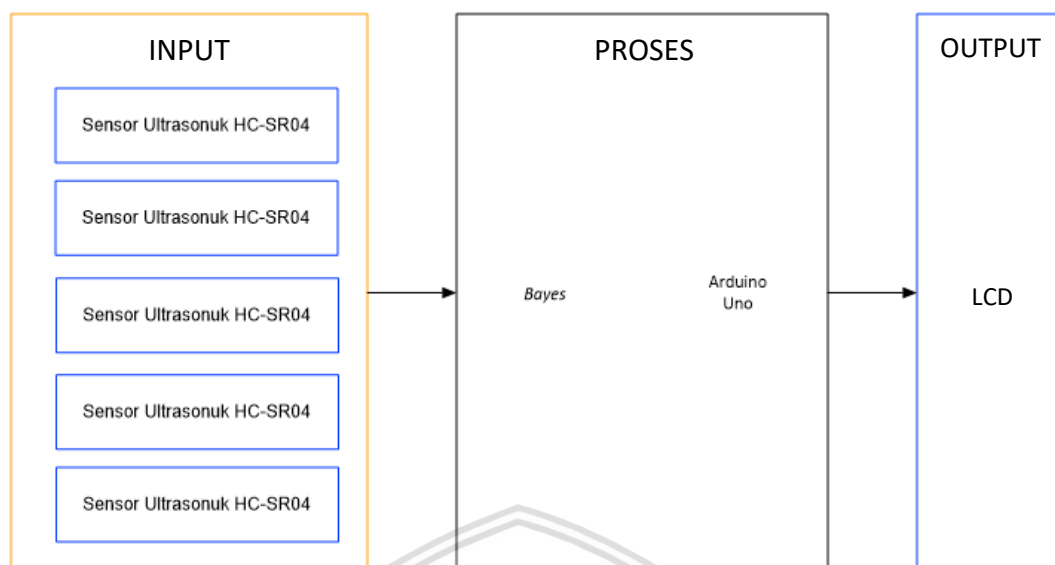 INPUT
Sensor Ultrasonuk HC-SR04
Sensor Ultrasonuk HC-SR04
Sensor Ultrasonuk HC-SR04
Sensor Ultrasonuk HC-SR04
Sensor Ultrasonuk HC-SR04
PROSES
Bayes
Arduino
Uno
OUTPUT
LCD